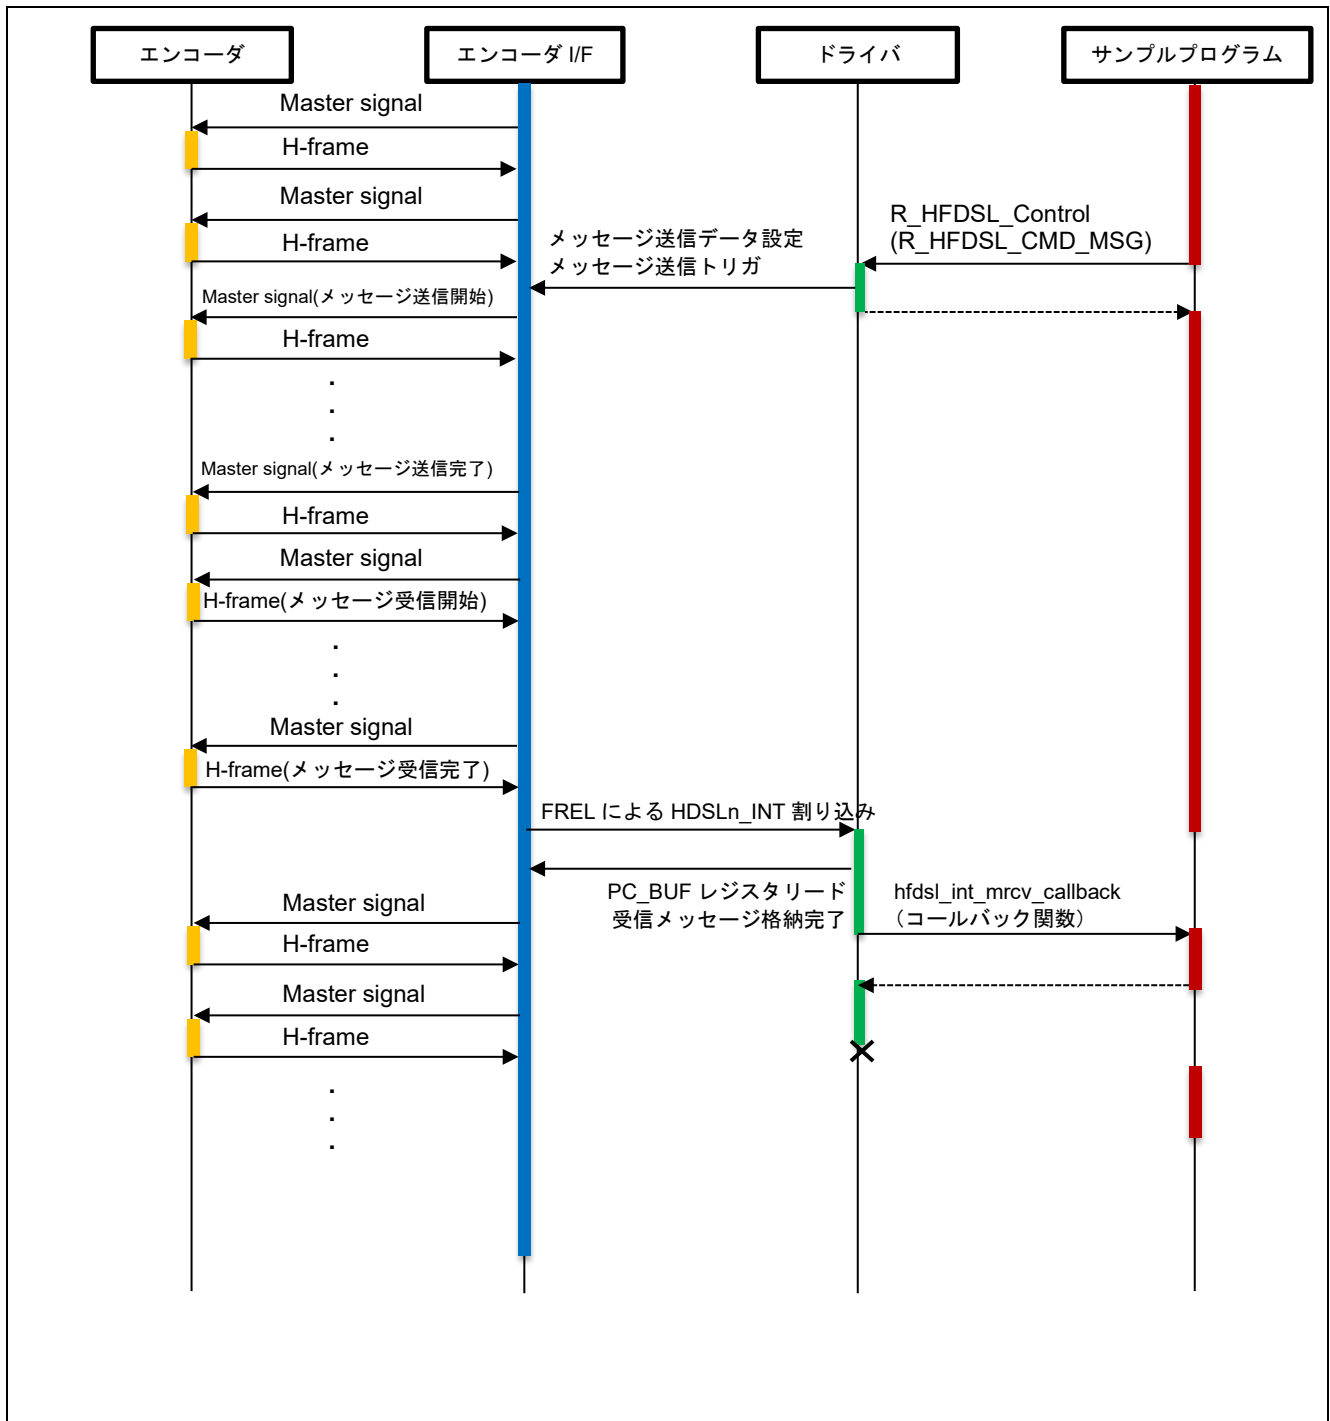 エンコーダ
エンコーダ I/F
ドライバ
サンプルプログラム
Master signal
H-frame
Master signal
H-frame
R_HFDSL_Control
(R_HFDSL_CMD_MSG)
メッセージ送信データ設定
メッセージ送信トリガ
Master signal(メッセージ送信開始)
H-frame
Master signal(メッセージ送信完了)
H-frame
Master signal
H-frame(メッセージ受信開始)
Master signal
H-frame(メッセージ受信完了)
FREL による HDSLn_INT 割り込み
PC_BUF レジスタリード
受信メッセージ格納完了
hfdsl_int_mrcv_callback
（コールバック関数）
Master signal
H-frame
Master signal
H-frame